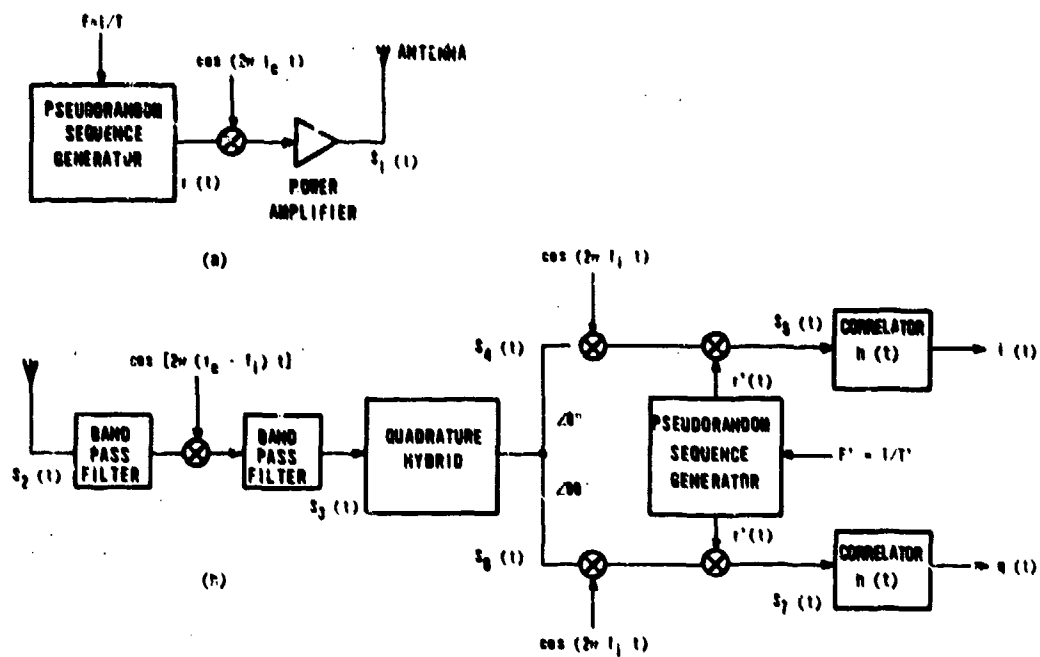 F=1/T
cos (2π f_c t)
ANTENNA
PSEUDORANDOM
SEQUENCE
GENERATOR
r (t)
S_1 (t)
POWER
AMPLIFIER
(a)
cos (2π f_i t)
cos [2π (f_c - f_i) t]
S_4 (t)
S_5 (t)
CORRELATOR
h (t)
i (t)
r'(t)
BAND
PASS
FILTER
BAND
PASS
FILTER
QUADRATURE
HYBRID
∠0°
PSEUDORANDOM
SEQUENCE
GENERATOR
F' = 1/T'
S_2 (t)
S_3 (t)
∠90°
r'(t)
S_6 (t)
CORRELATOR
h (t)
q (t)
S_7 (t)
(b)
cos (2π f_i t)